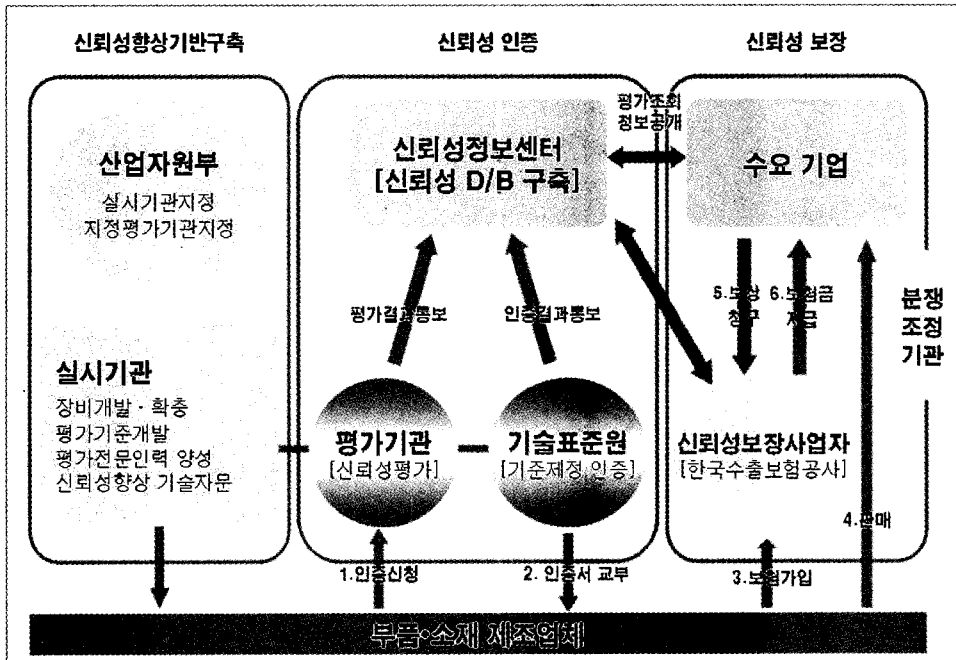 신뢰성향상기반구축
신뢰성 인증
신뢰성 보장
산업자원부
실시기관지정
지정평가기관지정
실시기관
장비개발·확충
평가기준개발
평가전문인력 양성
신뢰성향상 기술자문
신뢰성정보센터
[신뢰성 D/B 구축]
평가결과통보
인증결과통보
평가기관
[신뢰성평가]
기술표준원
[기준제정 인증]
평가조회
정보공개
수요 기업
5.보상
청구
6.보험금
지급
신뢰성보장사업자
[한국수출보험공사]
분쟁
조정
기관
1.인증신청
2. 인증서 교부
3.보험가입
4.판매
부품·소재 제조업체